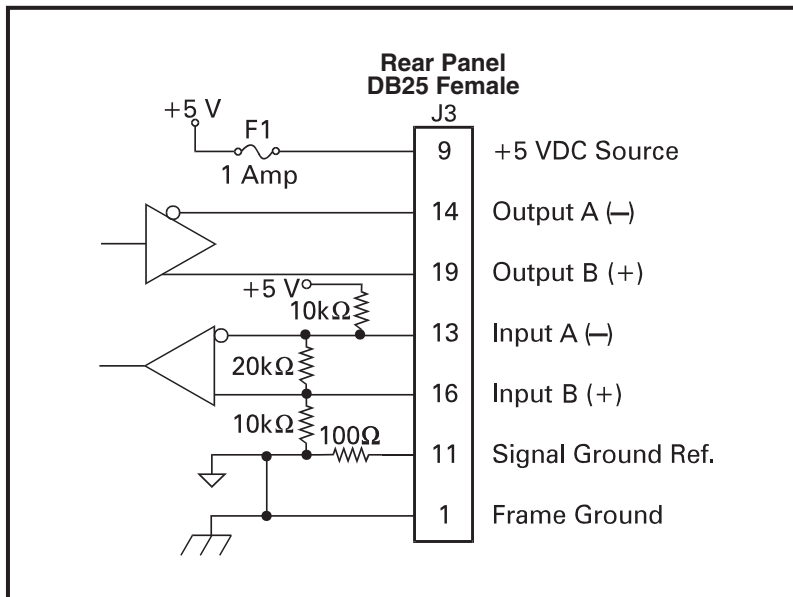 Rear Panel
DB25 Female
J3
+5 V
F1
1 Amp
9 +5 VDC Source
14 Output A (–)
19 Output B (+)
+5 V
10kΩ
13 Input A (–)
20kΩ
16 Input B (+)
10kΩ
100Ω
11 Signal Ground Ref.
1 Frame Ground